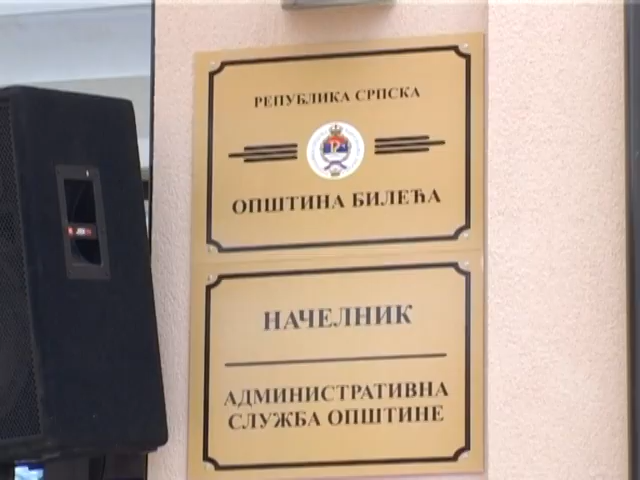 РЕПУБЛИКА СРПСКА
ОПШТИНА БИЛЕЋА
НАЧЕЛНИК
АДМИНИСТРАТИВНА
СЛУЖБА ОПШТИНЕ